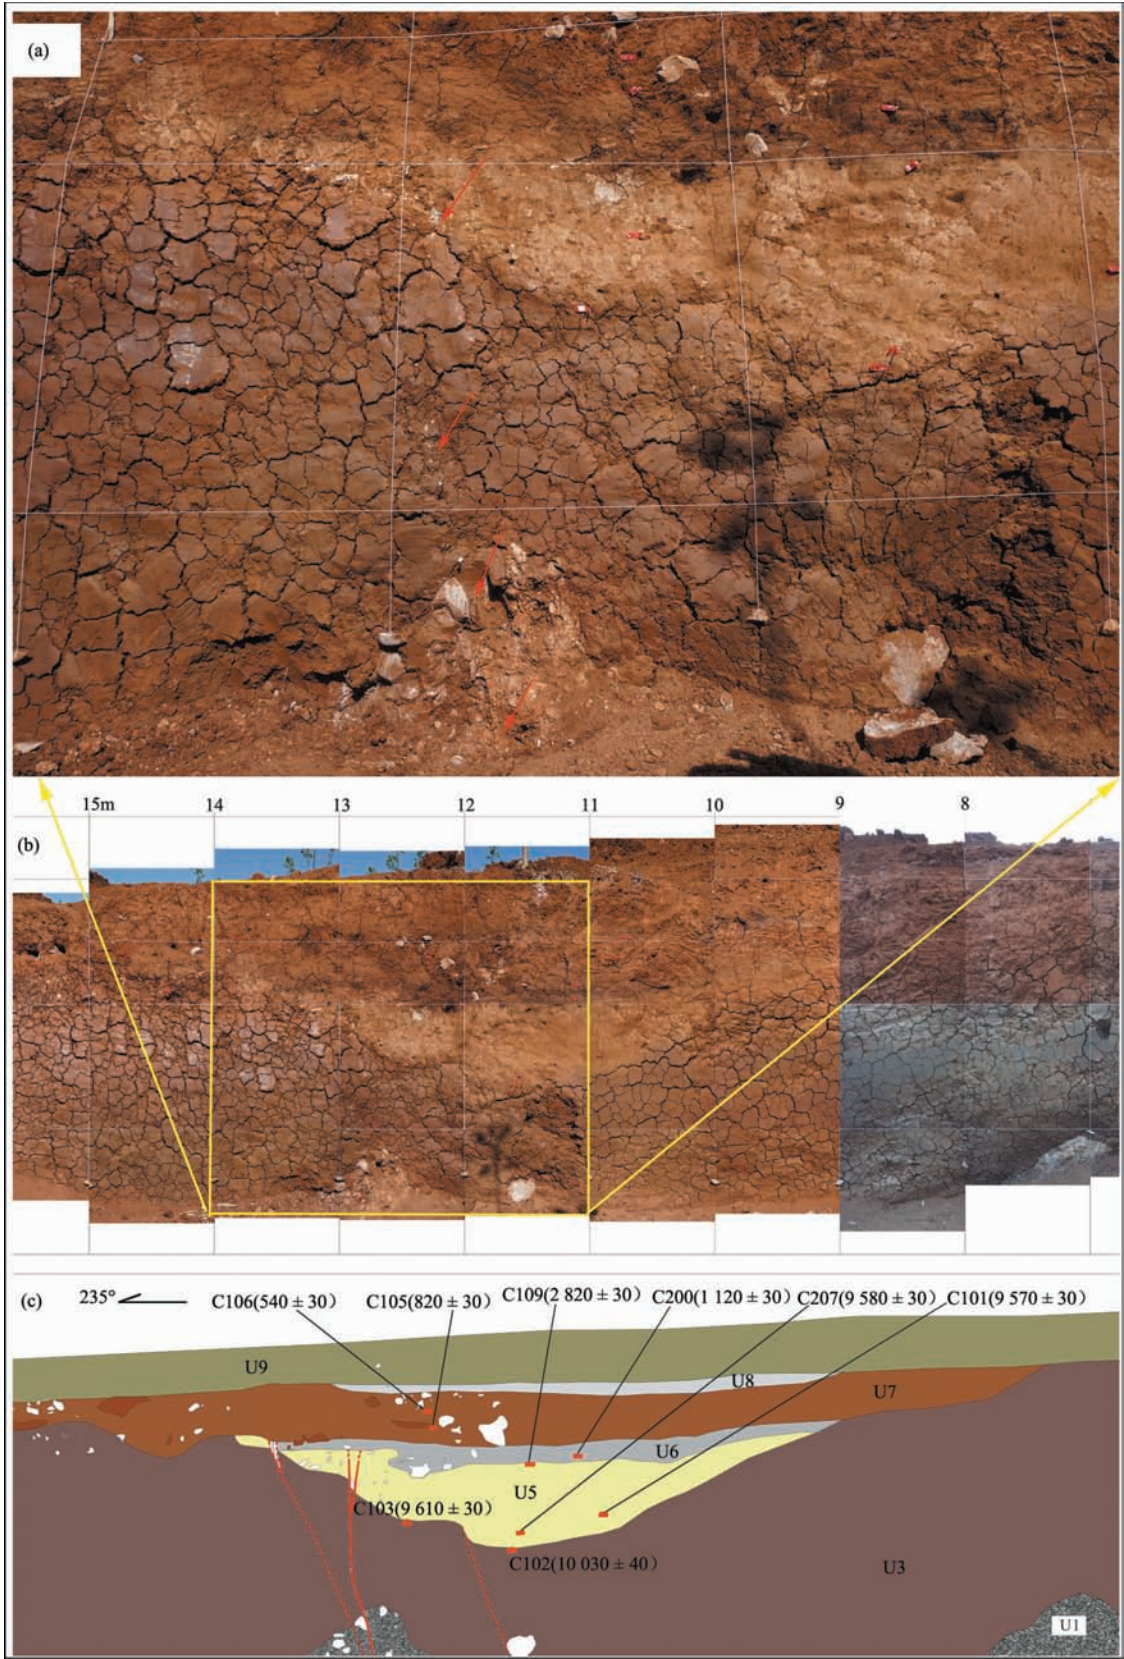 (a)
15m 14 13 12 11 10 9 8
(b)
(c) 235° C106(540 ± 30) C105(820 ± 30) C109(2 820 ± 30) C200(1 120 ± 30) C207(9 580 ± 30) C101(9 570 ± 30)
U9
U8
U7
U6
U5
C103(9 610 ± 30)
C102(10 030 ± 40)
U3
U1